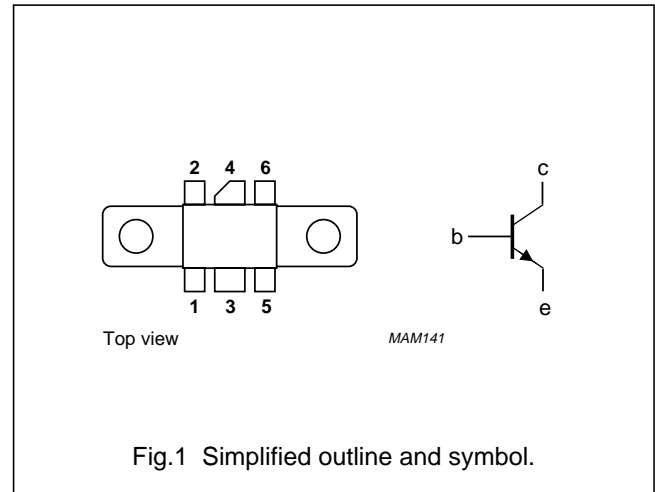 2 4 6
c
b
e
1 3 5
Top view
MAM141
Fig.1 Simplified outline and symbol.